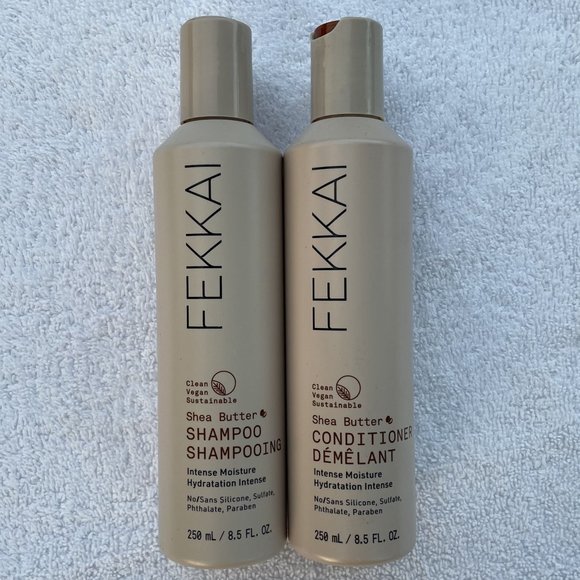 FEKKAI
Clean
Vegan
Sustainable
Shea Butter
SHAMPOO
SHAMPOOING
Intense Moisture
Hydratation Intense
No/Sans Silicone, Sulfate,
Phthalate, Paraben
250 mL / 8.5 FL. OZ.
FEKKAI
Clean
Vegan
Sustainable
Shea Butter
CONDITIONER
DÉMÊLANT
Intense Moisture
Hydratation Intense
No/Sans Silicone, Sulfate,
Phthalate, Paraben
250 mL / 8.5 FL. OZ.